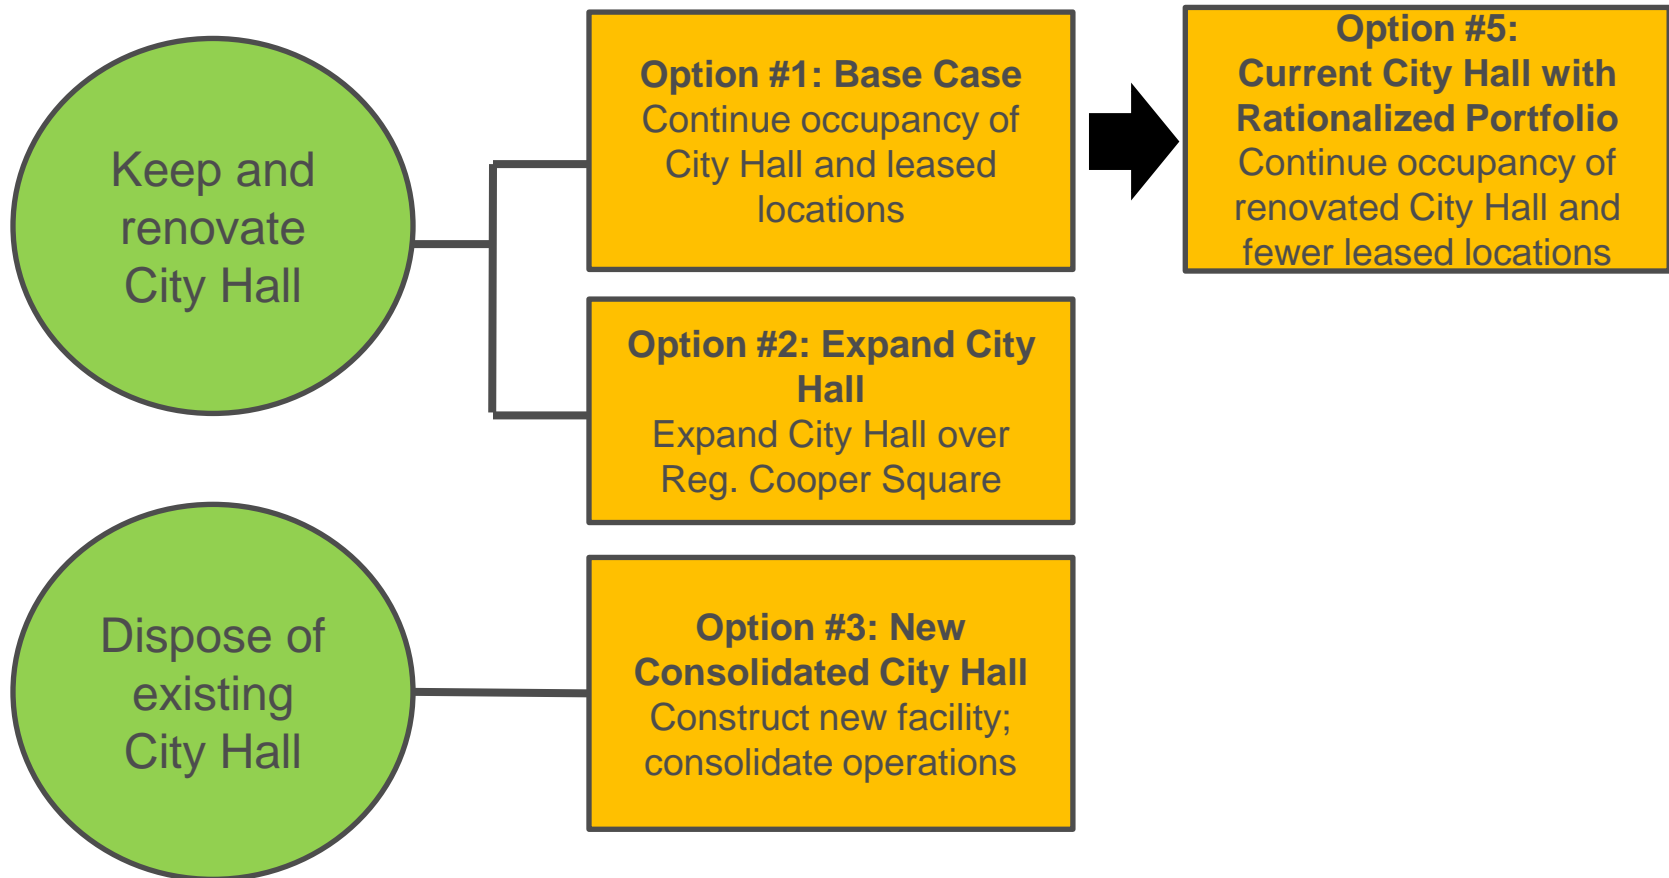 Keep and
renovate
City Hall
Option #1: Base Case
Continue occupancy of
City Hall and leased
locations
Option #5:
Current City Hall with
Rationalized Portfolio
Continue occupancy of
renovated City Hall and
fewer leased locations
Option #2: Expand City
Hall
Expand City Hall over
Reg. Cooper Square
Dispose of
existing
City Hall
Option #3: New
Consolidated City Hall
Construct new facility;
consolidate operations